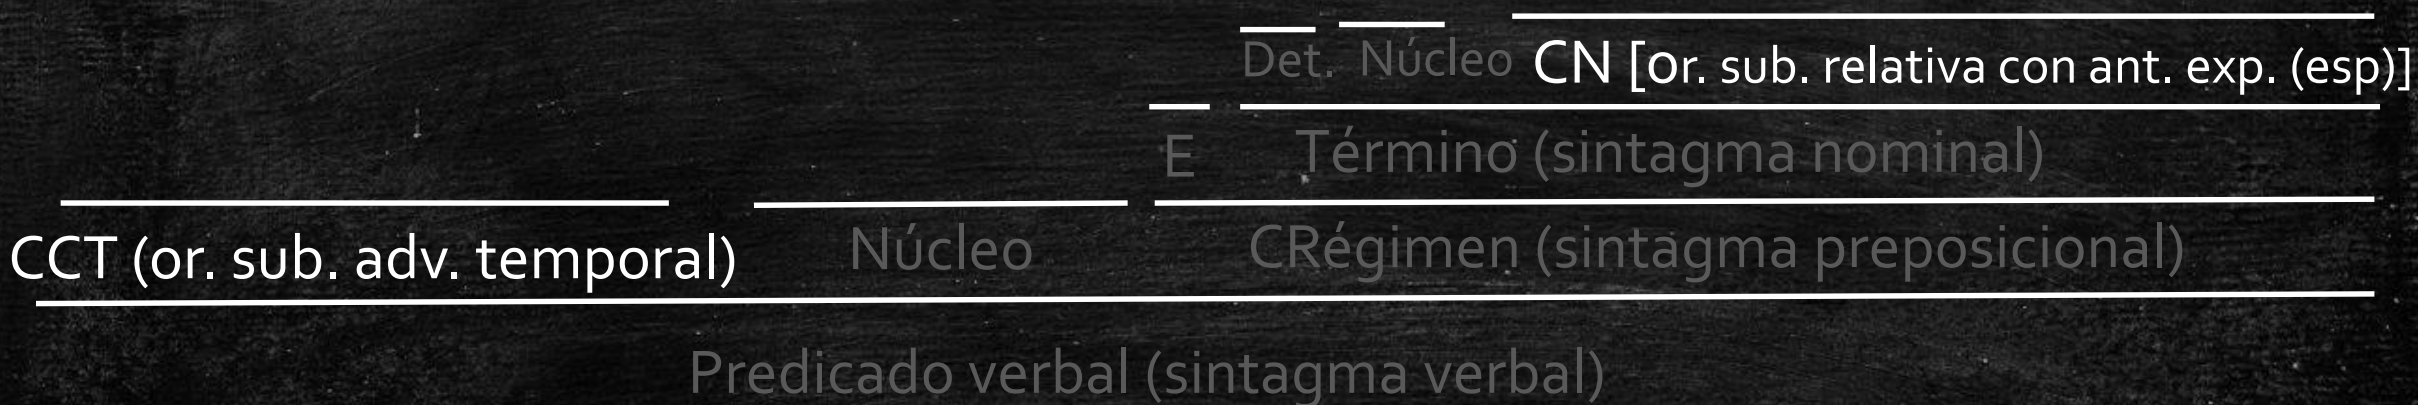 Det. Núcleo CN [or. sub. relativa con ant. exp. (esp)]
E Término (sintagma nominal)
CCT (or. sub. adv. temporal) Núcleo CRégimen (sintagma preposicional)
Predicado verbal (sintagma verbal)